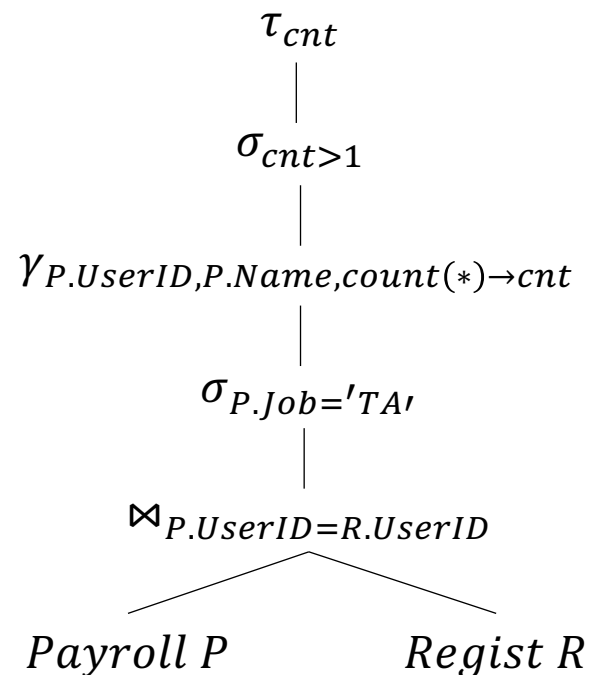 τ_cnt
σ_cnt>1
γ_P.UserID,P.Name,count(*)→cnt
σ_P.Job='TA'
⋈_P.UserID=R.UserID
Payroll P Regist R